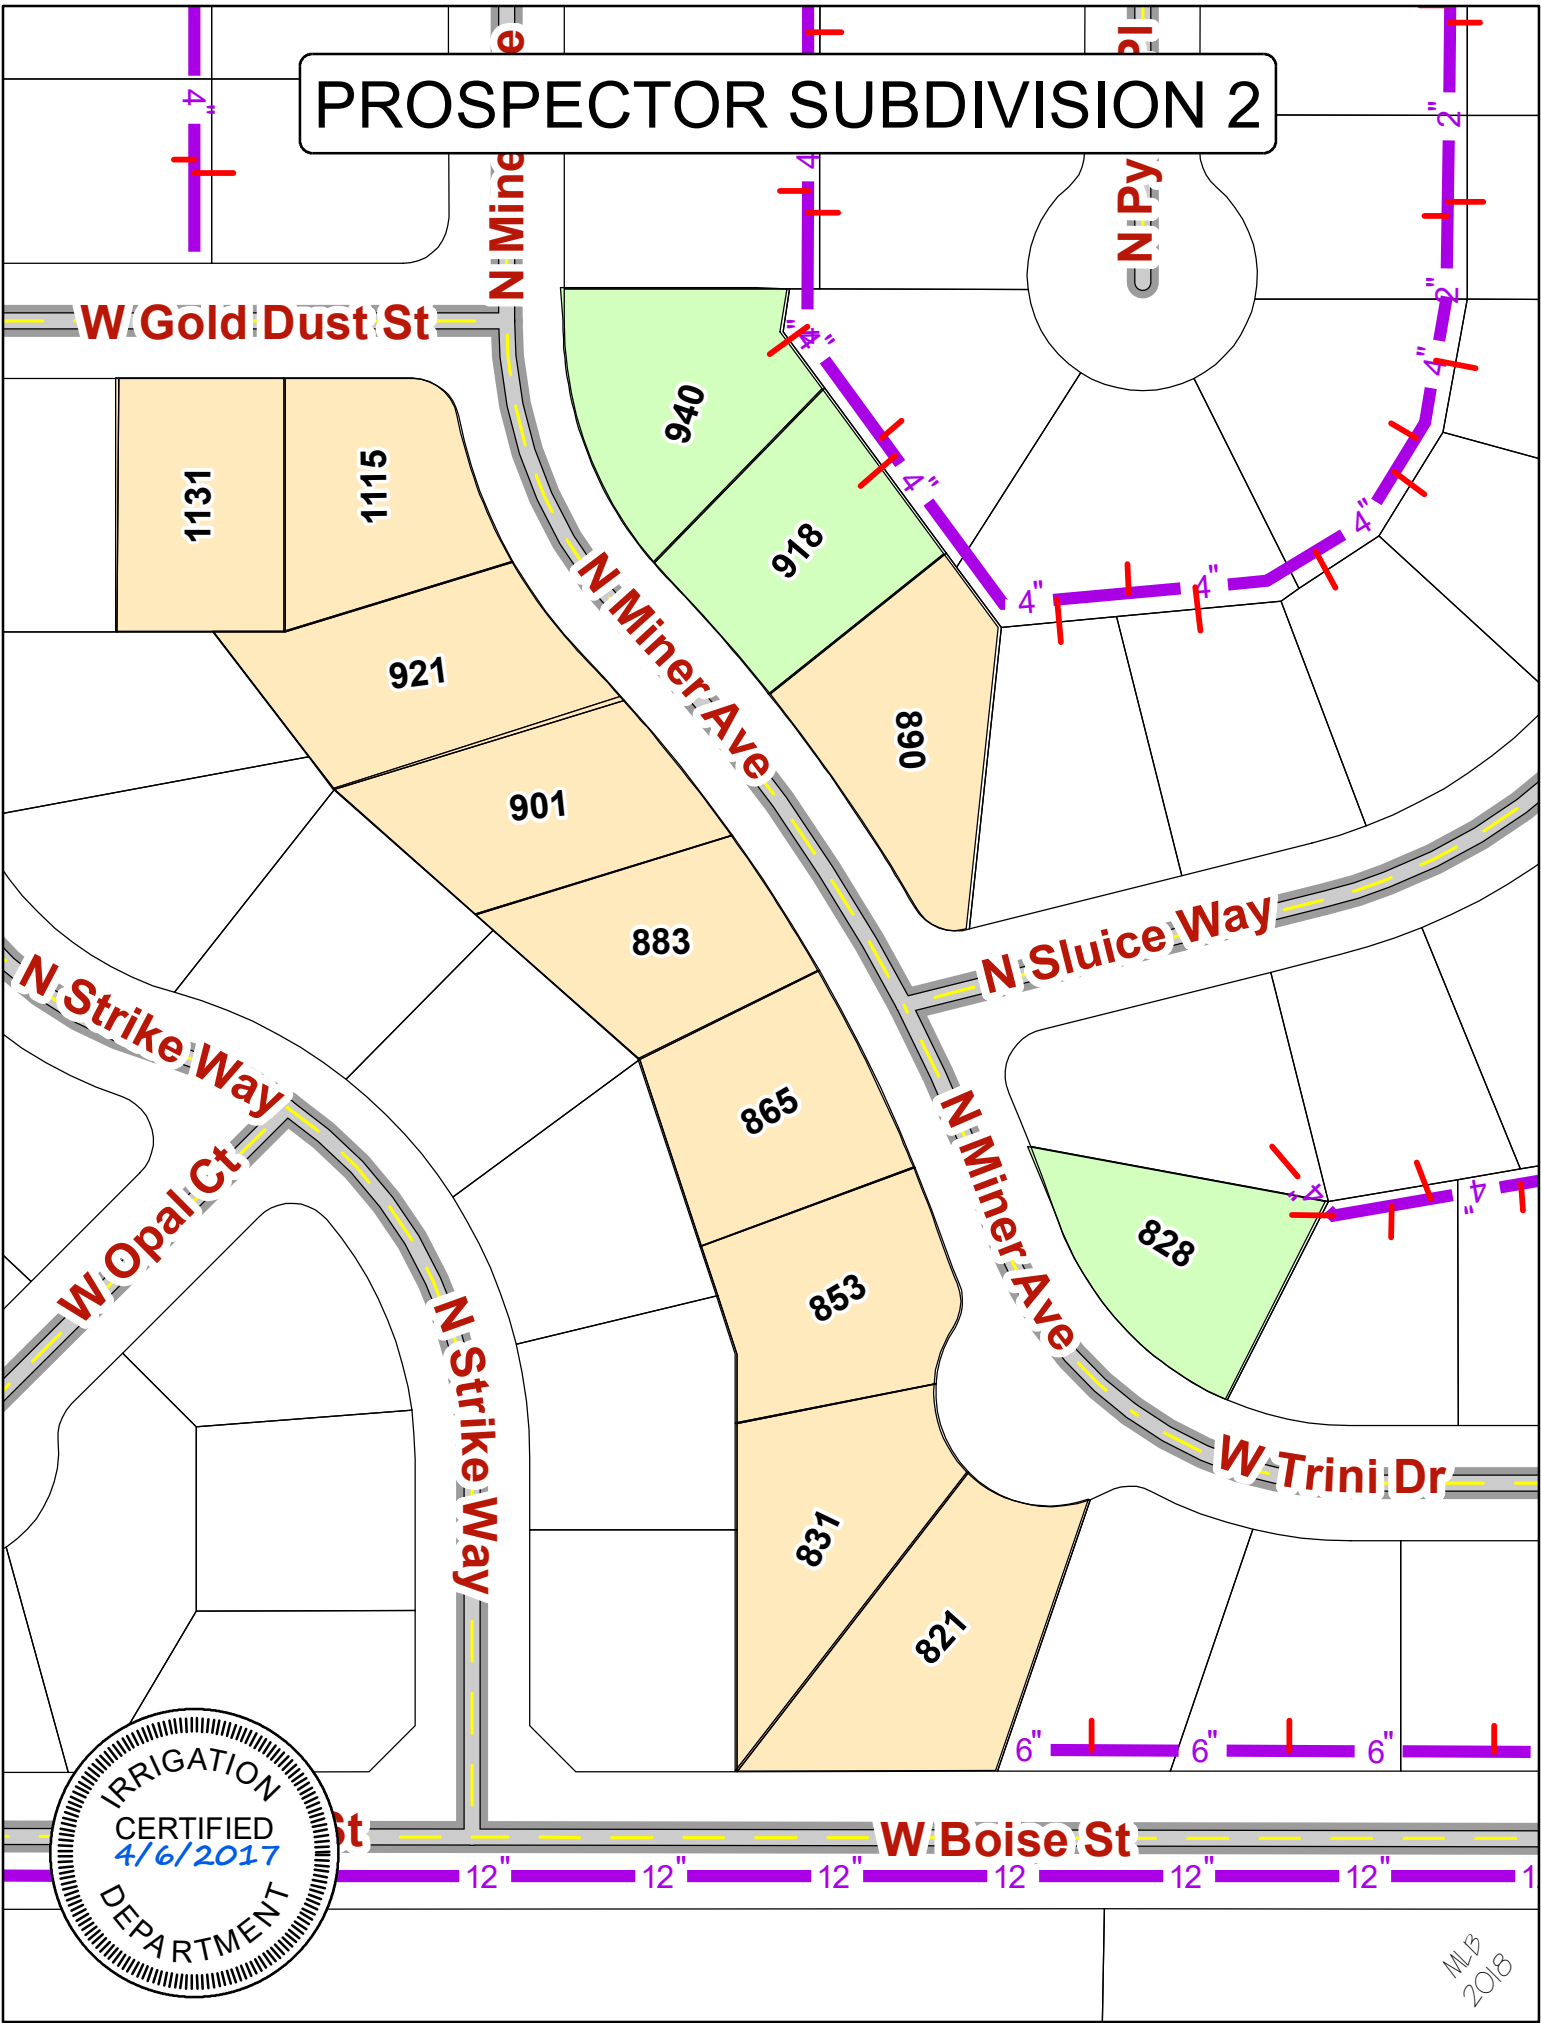 PROSPECTOR SUBDIVISION 2
N Mine
e
N Py
Pl
4"
4
2"
2"
4"
4"
4"
4"
4"
4"
4"
W Gold Dust St
940
1131
1115
918
N Miner Ave
921
890
901
883
N Sluice Way
N Strike Way
865
N Miner Ave
W Opal Ct
828
4"
4"
853
N Strike Way
W Trini Dr
831
821
6"
6"
6"
IRRIGATION
CERTIFIED
4/6/2017
DEPARTMENT
St
W Boise St
12"
12"
12"
12
12"
12"
1
MLB
2018